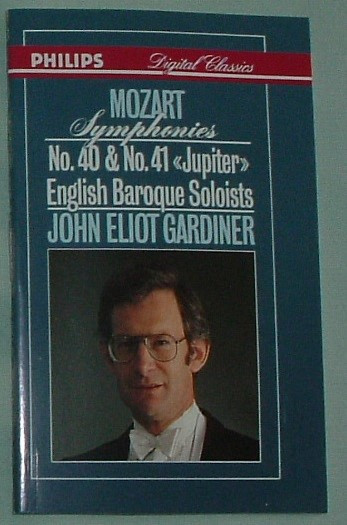 PHILIPS Digital Classics
MOZART
Symphonies
No. 40 & No. 41 «Jupiter»
English Baroque Soloists
JOHN ELIOT GARDINER